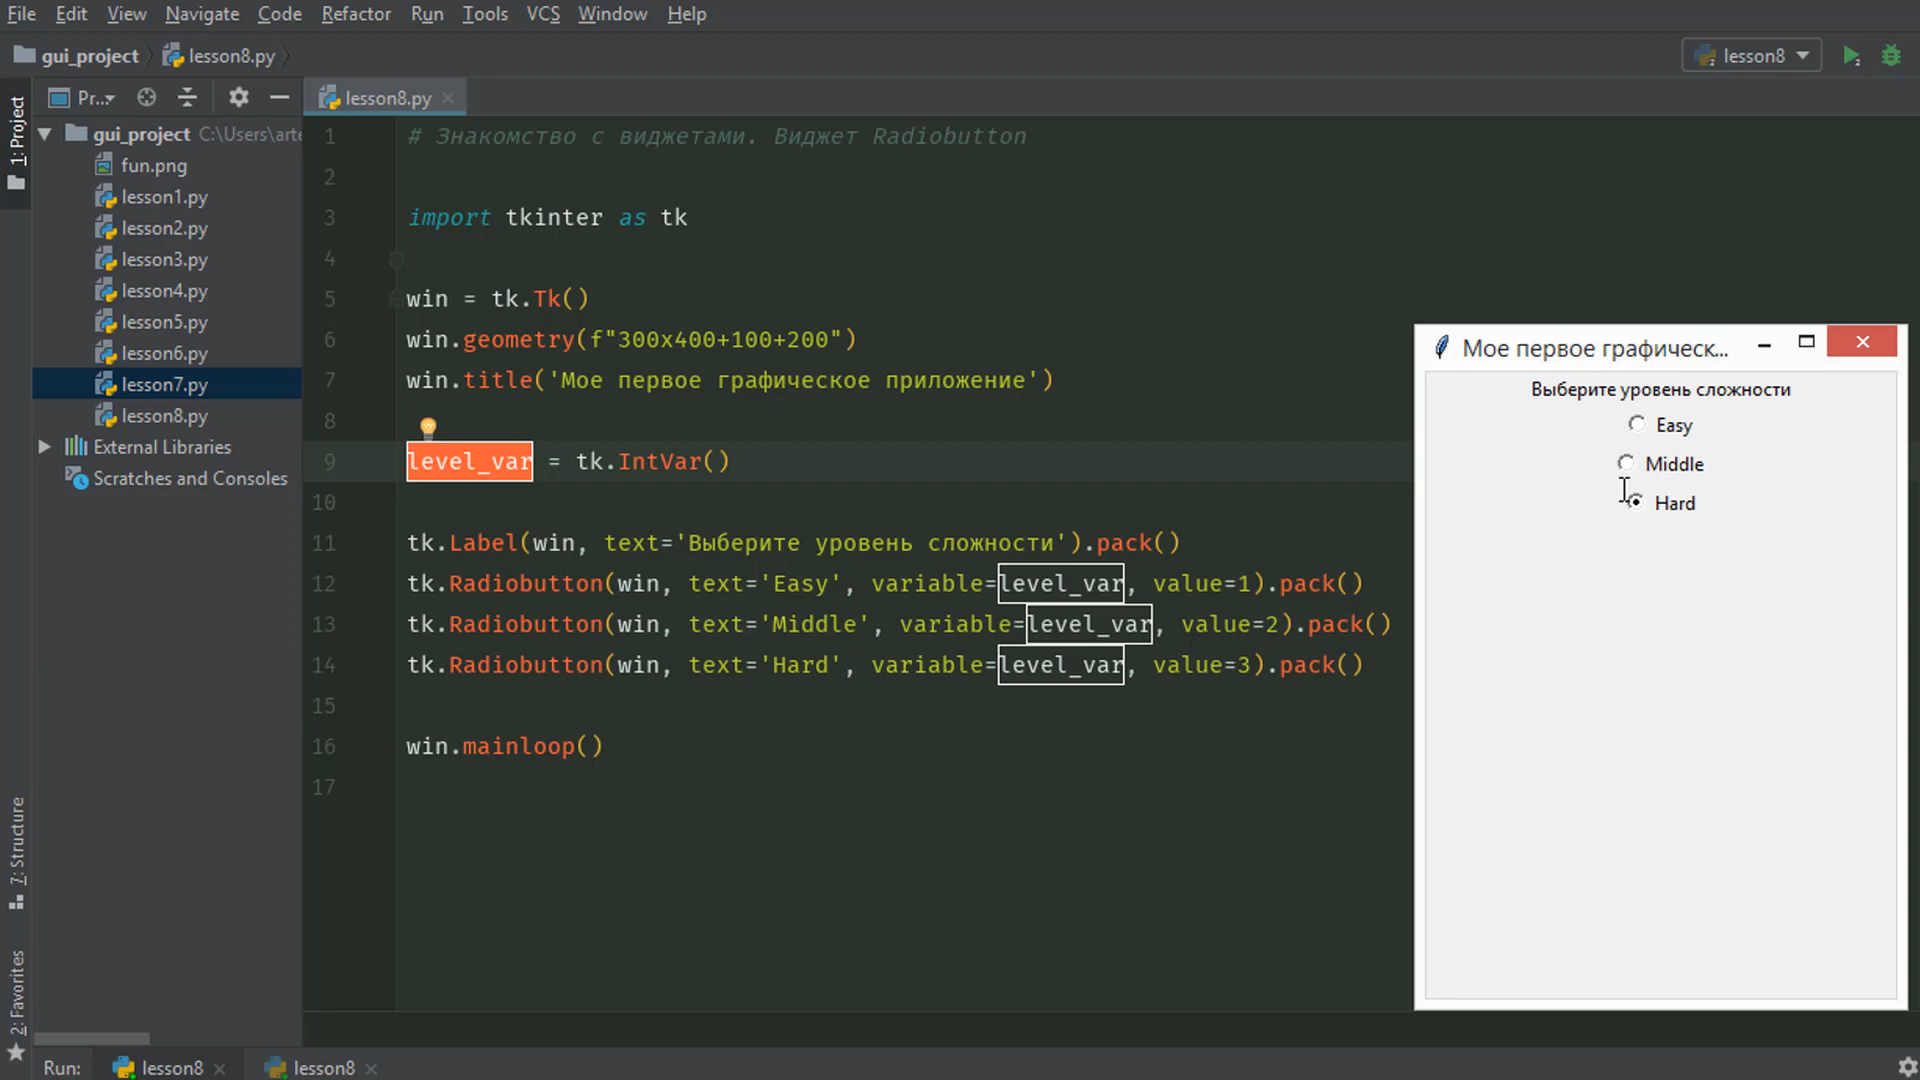 File Edit View Navigate Code Refactor Run Tools VCS Window Help
gui_project lesson8.py lesson8
1: Project
Pr... lesson8.py
gui_project C:\Users\arte
fun.png
lesson1.py
lesson2.py
lesson3.py
lesson4.py
lesson5.py
lesson6.py
lesson7.py
lesson8.py
External Libraries
Scratches and Consoles
7: Structure
2: Favorites
1 # Знакомство с виджетами. Виджет Radiobutton
2
3 import tkinter as tk
4
5 win = tk.Tk()
6 win.geometry(f"300x400+100+200")
7 win.title('Мое первое графическое приложение')
8
9 level_var = tk.IntVar()
10
11 tk.Label(win, text='Выберите уровень сложности').pack()
12 tk.Radiobutton(win, text='Easy', variable=level_var, value=1).pack()
13 tk.Radiobutton(win, text='Middle', variable=level_var, value=2).pack()
14 tk.Radiobutton(win, text='Hard', variable=level_var, value=3).pack()
15
16 win.mainloop()
17
Мое первое графическ...
Выберите уровень сложности
Easy
Middle
Hard
Run: lesson8 lesson8